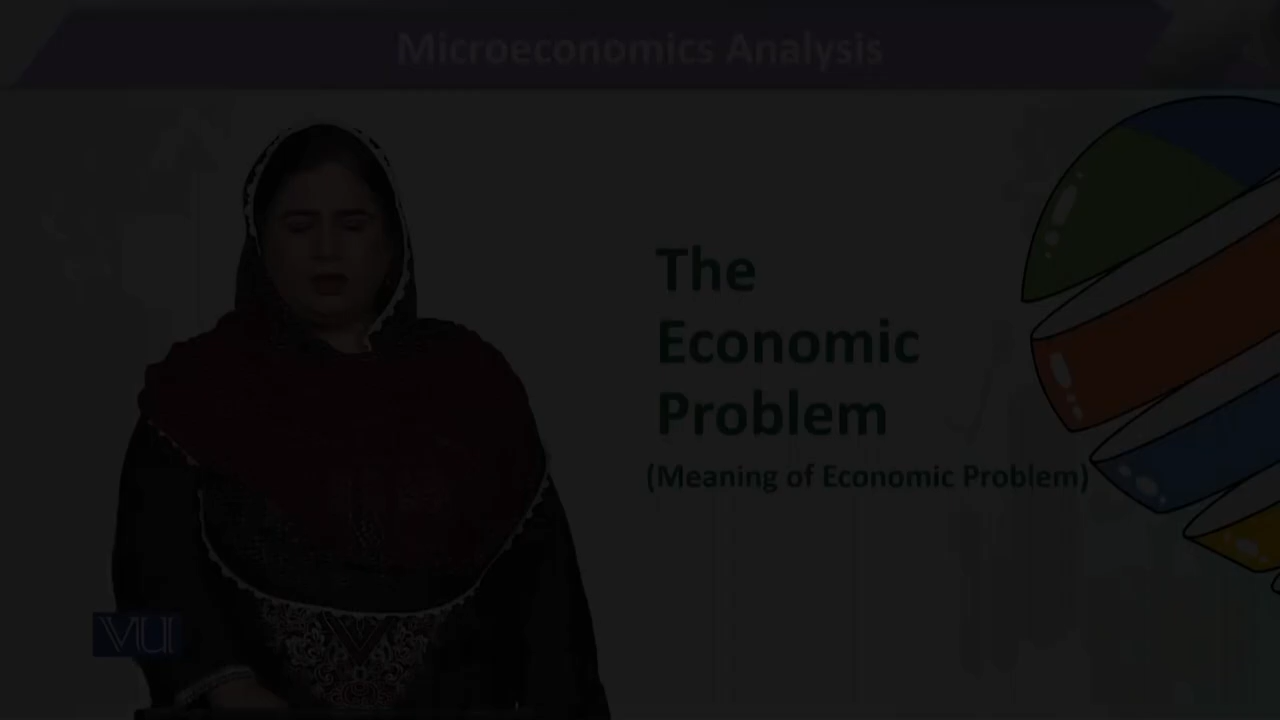 Microeconomics Analysis
The
Economic
Problem
(Meaning of Economic Problem)
VU